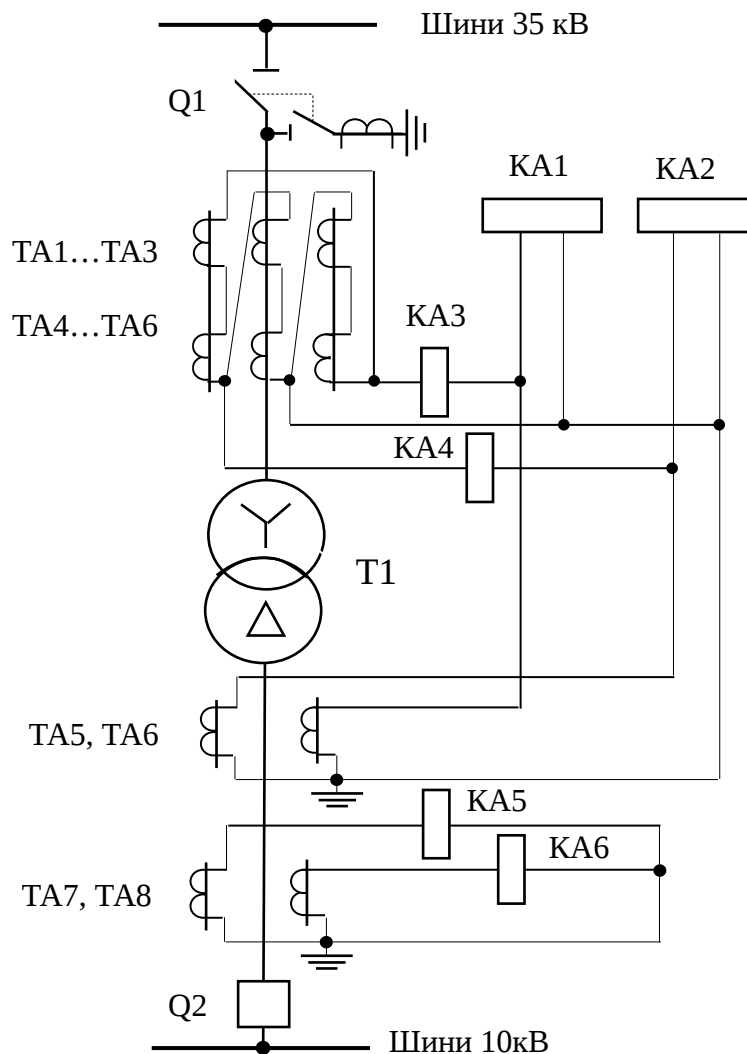 Шини 35 кВ
Q1
КА1
КА2
ТА1…ТА3
ТА4…ТА6
КА3
КА4
Т1
ТА5, ТА6
КА5
КА6
ТА7, ТА8
Q2
Шини 10кВ